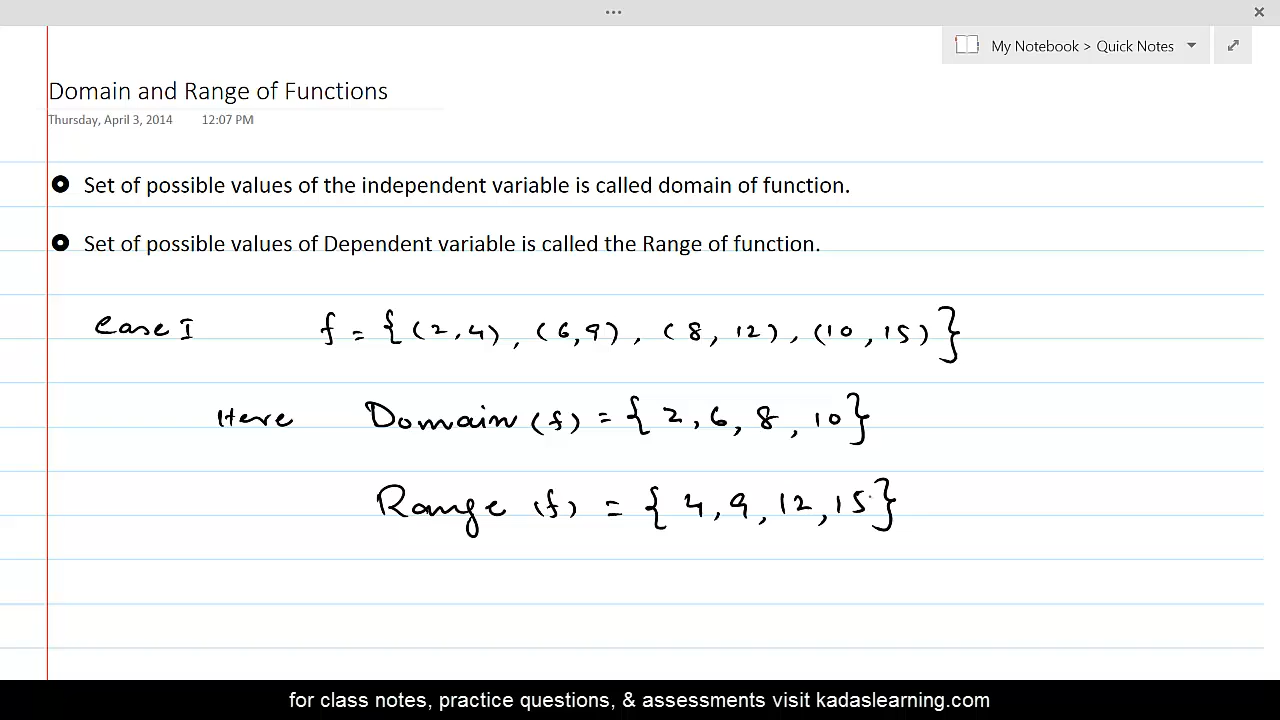 My Notebook > Quick Notes
Domain and Range of Functions
Thursday, April 3, 2014 12:07 PM
Set of possible values of the independent variable is called domain of function.
Set of possible values of Dependent variable is called the Range of function.
Case I f = {(2,4), (6,9), (8, 12), (10, 15)}
Here Domain (f) = {2, 6, 8, 10}
Range (f) = {4, 9, 12, 15}
for class notes, practice questions, & assessments visit kadaslearning.com